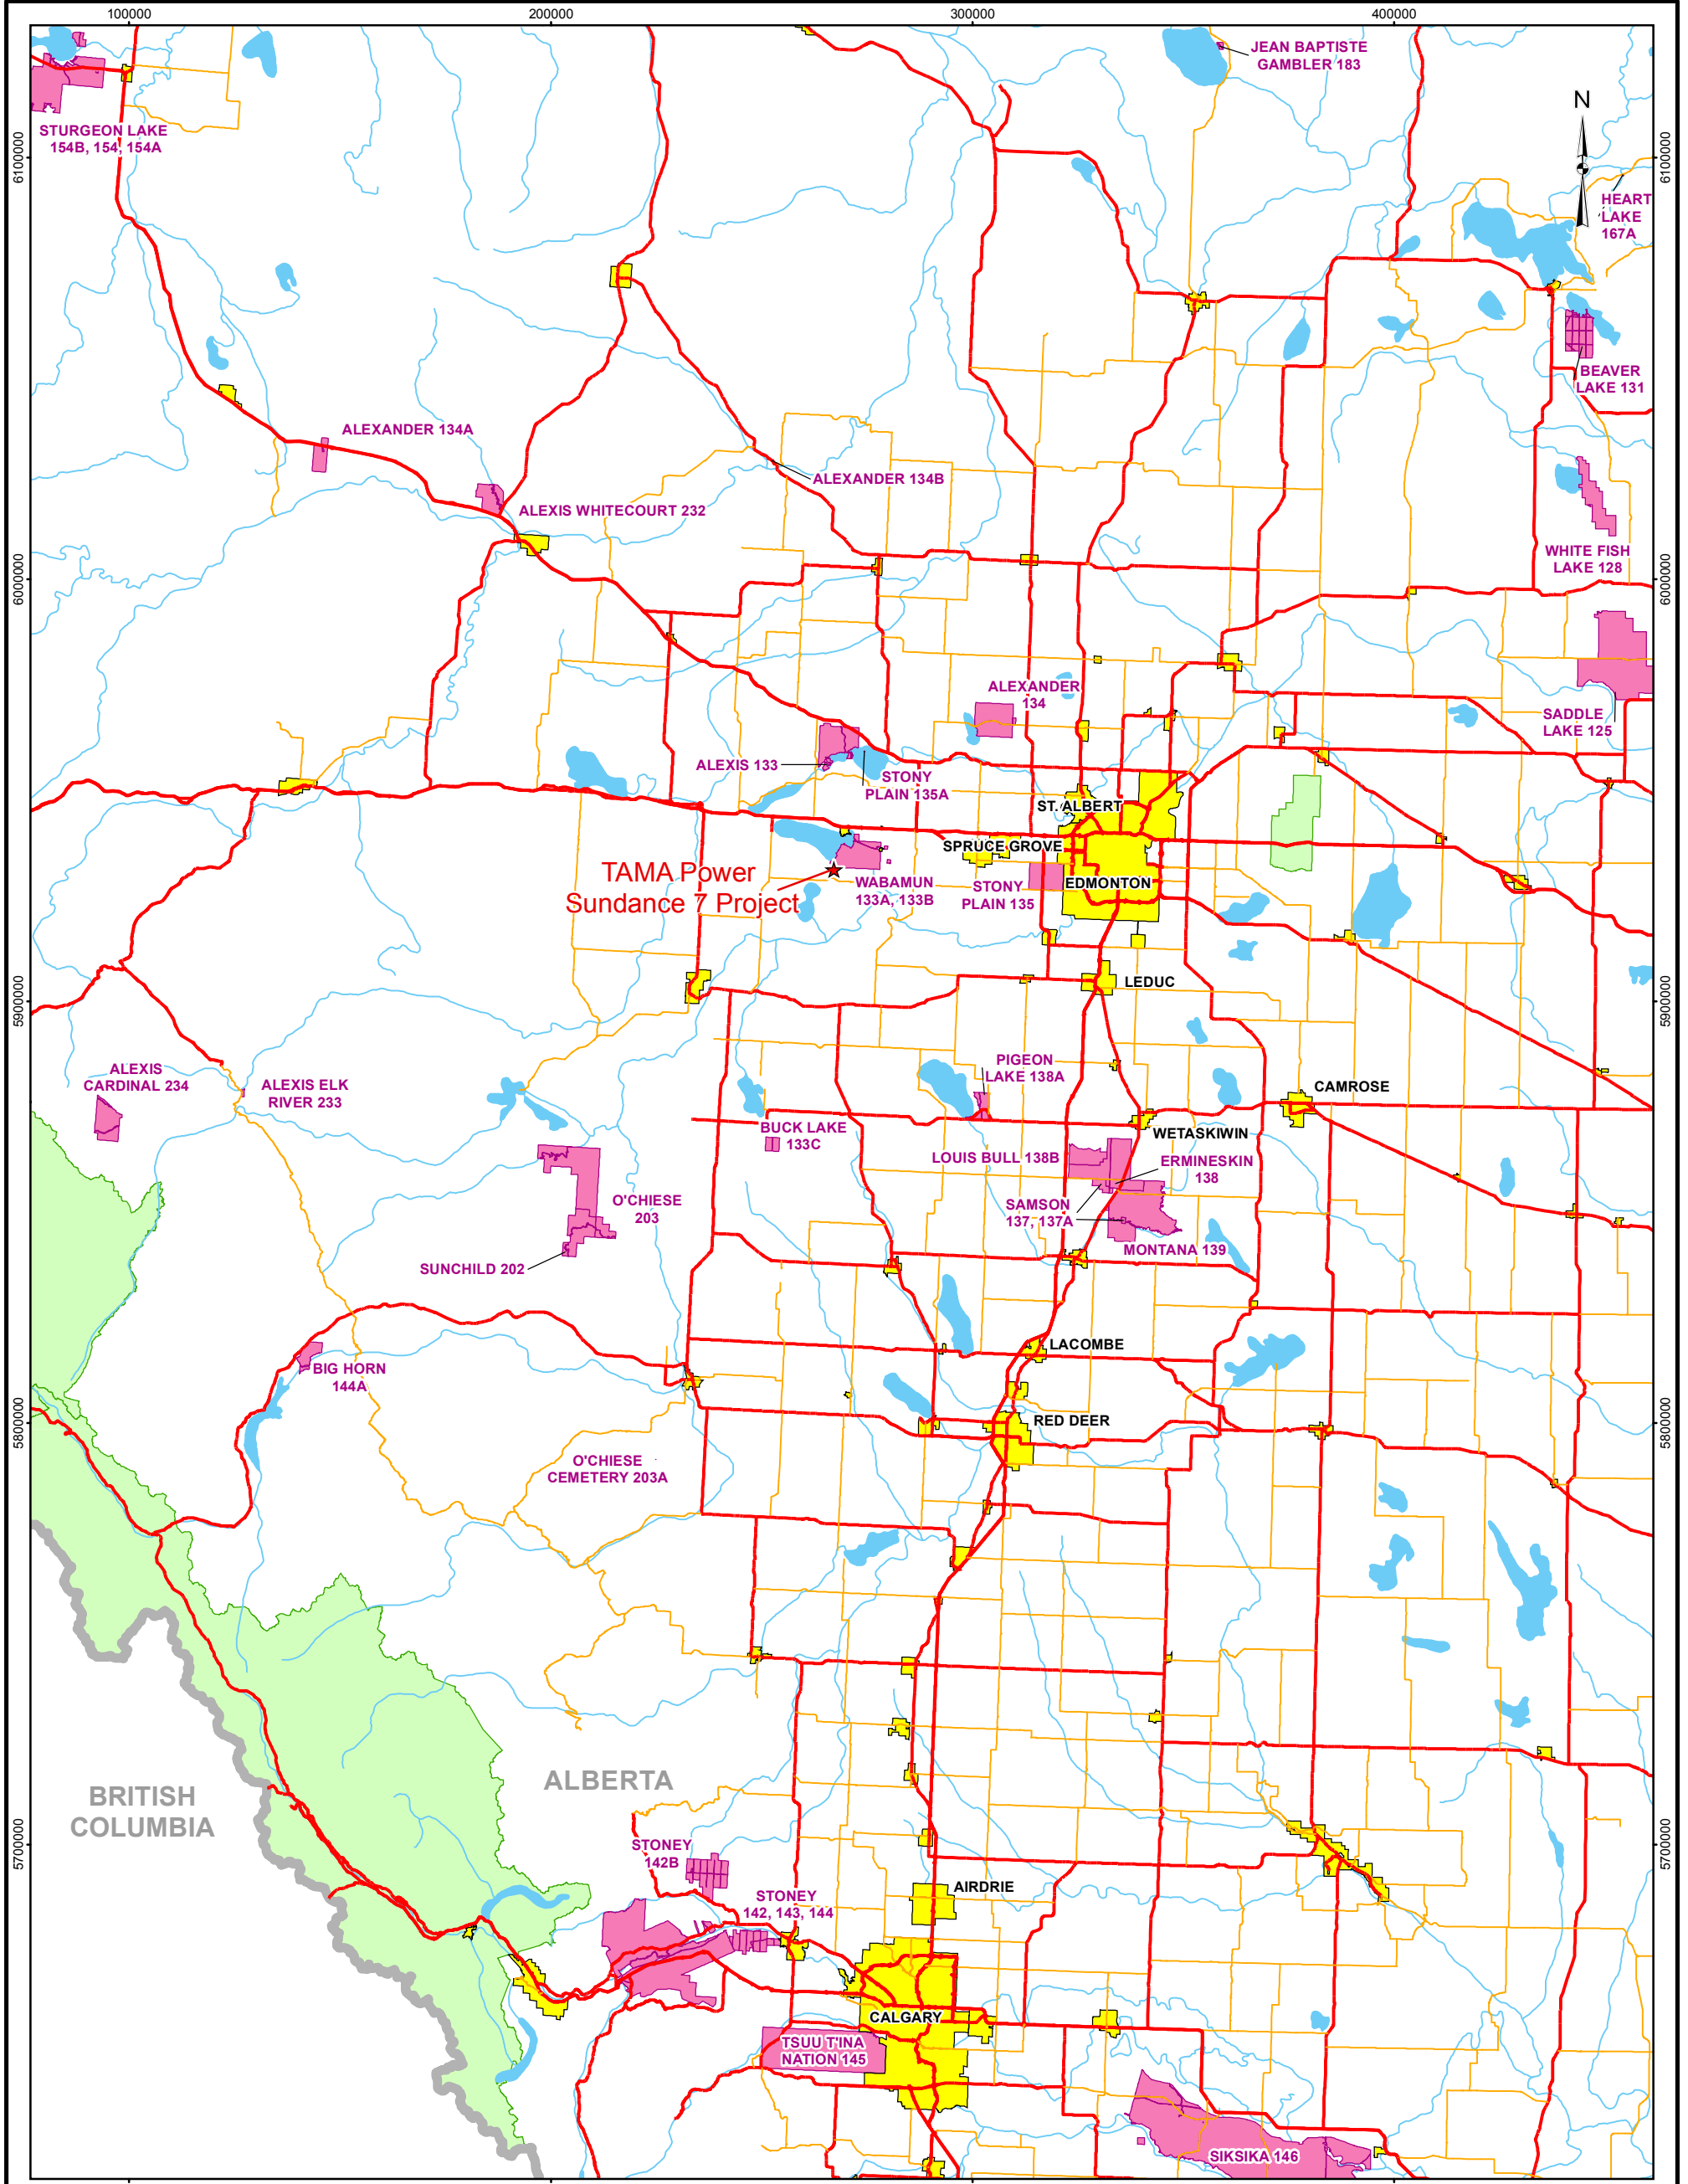 100000
200000
300000
400000
JEAN BAPTISTE
GAMBLER 183
N
STURGEON LAKE
154B, 154, 154A
6100000
6100000
HEART
LAKE
167A
BEAVER
LAKE 131
ALEXANDER 134A
ALEXANDER 134B
ALEXIS WHITECOURT 232
WHITE FISH
LAKE 128
6000000
6000000
ALEXANDER
134
SADDLE
LAKE 125
ALEXIS 133
STONY
PLAIN 135A
ST. ALBERT
SPRUCE GROVE
TAMA Power
Sundance 7 Project
WABAMUN
133A, 133B
STONY
PLAIN 135
EDMONTON
LEDUC
5900000
5900000
ALEXIS
CARDINAL 234
ALEXIS ELK
RIVER 233
PIGEON
LAKE 138A
CAMROSE
BUCK LAKE
133C
WETASKIWIN
LOUIS BULL 138B
ERMINESKIN
138
O'CHIESE
203
SAMSON
137, 137A
MONTANA 139
SUNCHILD 202
LACOMBE
BIG HORN
144A
RED DEER
5800000
5800000
O'CHIESE
CEMETERY 203A
ALBERTA
BRITISH
COLUMBIA
5700000
5700000
STONEY
142B
AIRDRIE
STONEY
142, 143, 144
CALGARY
TSUU T'INA
NATION 145
SIKSIKA 146